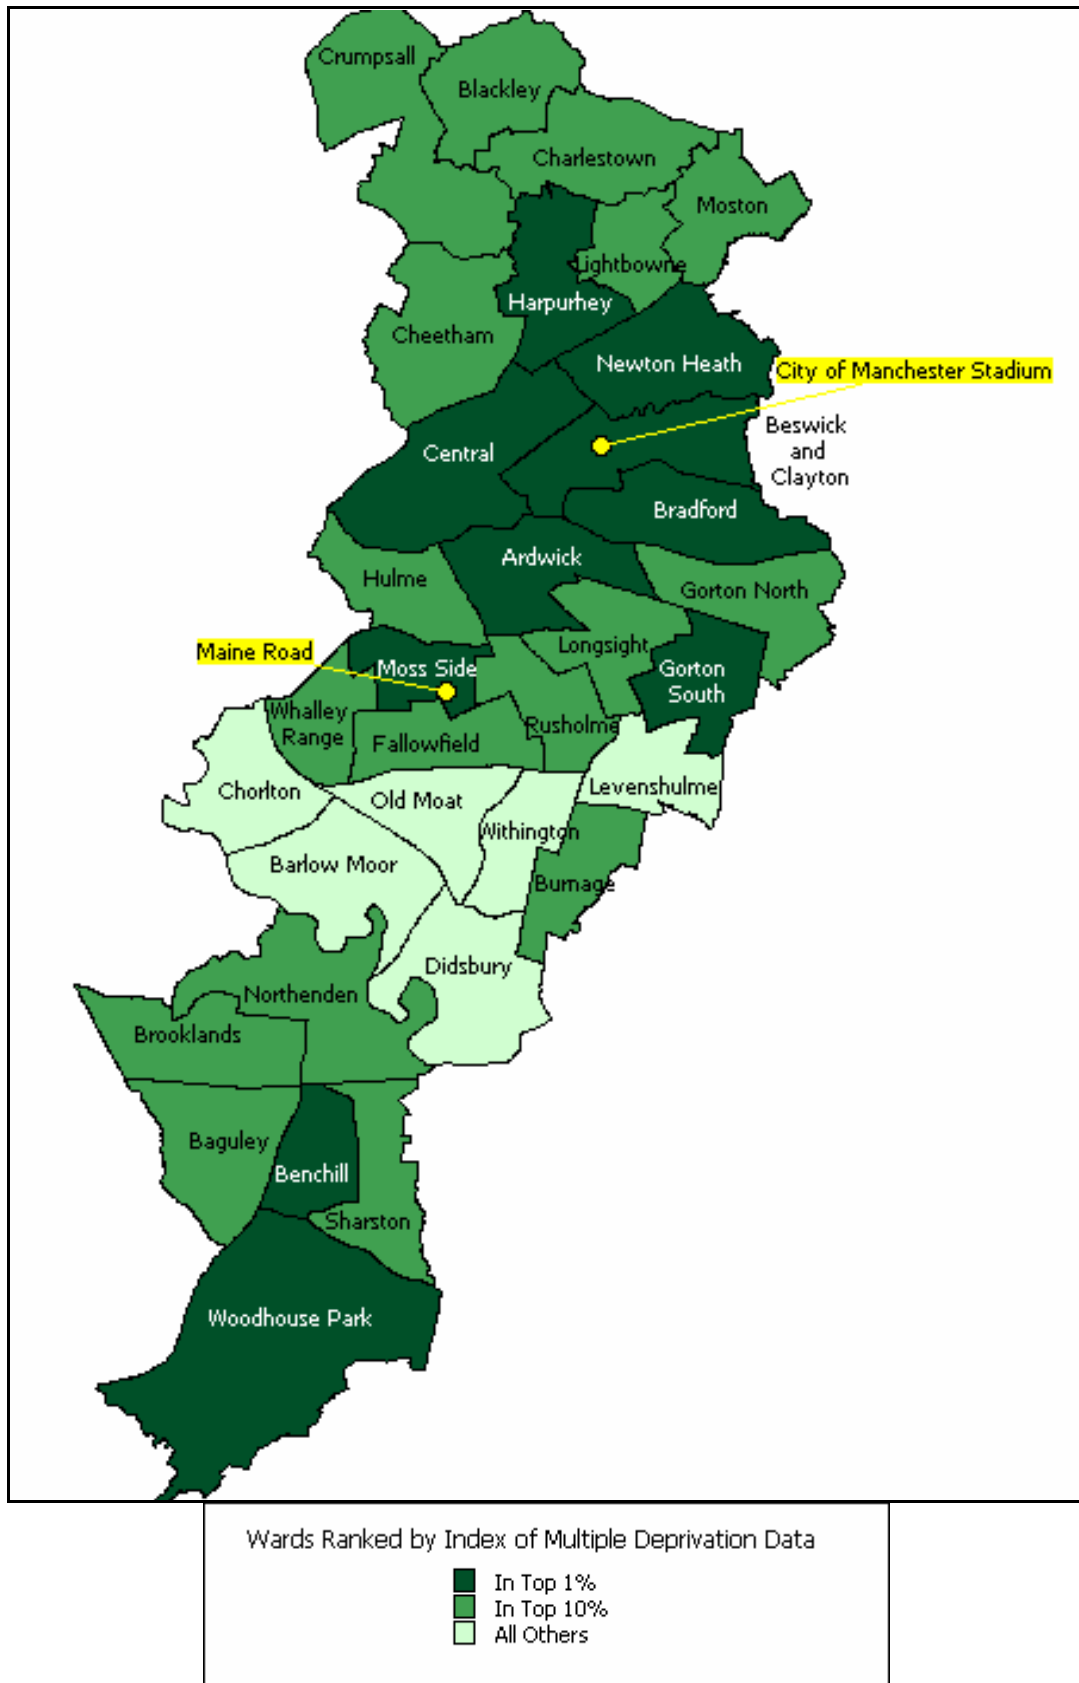 Crumpsall
Blackley
Charlestown
Moston
Lightbowne
Harpurhey
Cheetham
Newton Heath
City of Manchester Stadium
Beswick
and
Clayton
Central
Bradford
Ardwick
Hulme
Gorton North
Longsight
Maine Road
Moss Side
Gorton
South
Whalley
Range
Rusholme
Fallowfield
Levenshulme
Chorlton
Old Moat
Withington
Barlow Moor
Burnage
Didsbury
Northenden
Brooklands
Baguley
Benchill
Sharston
Woodhouse Park
Wards Ranked by Index of Multiple Deprivation Data
In Top 1%
In Top 10%
All Others